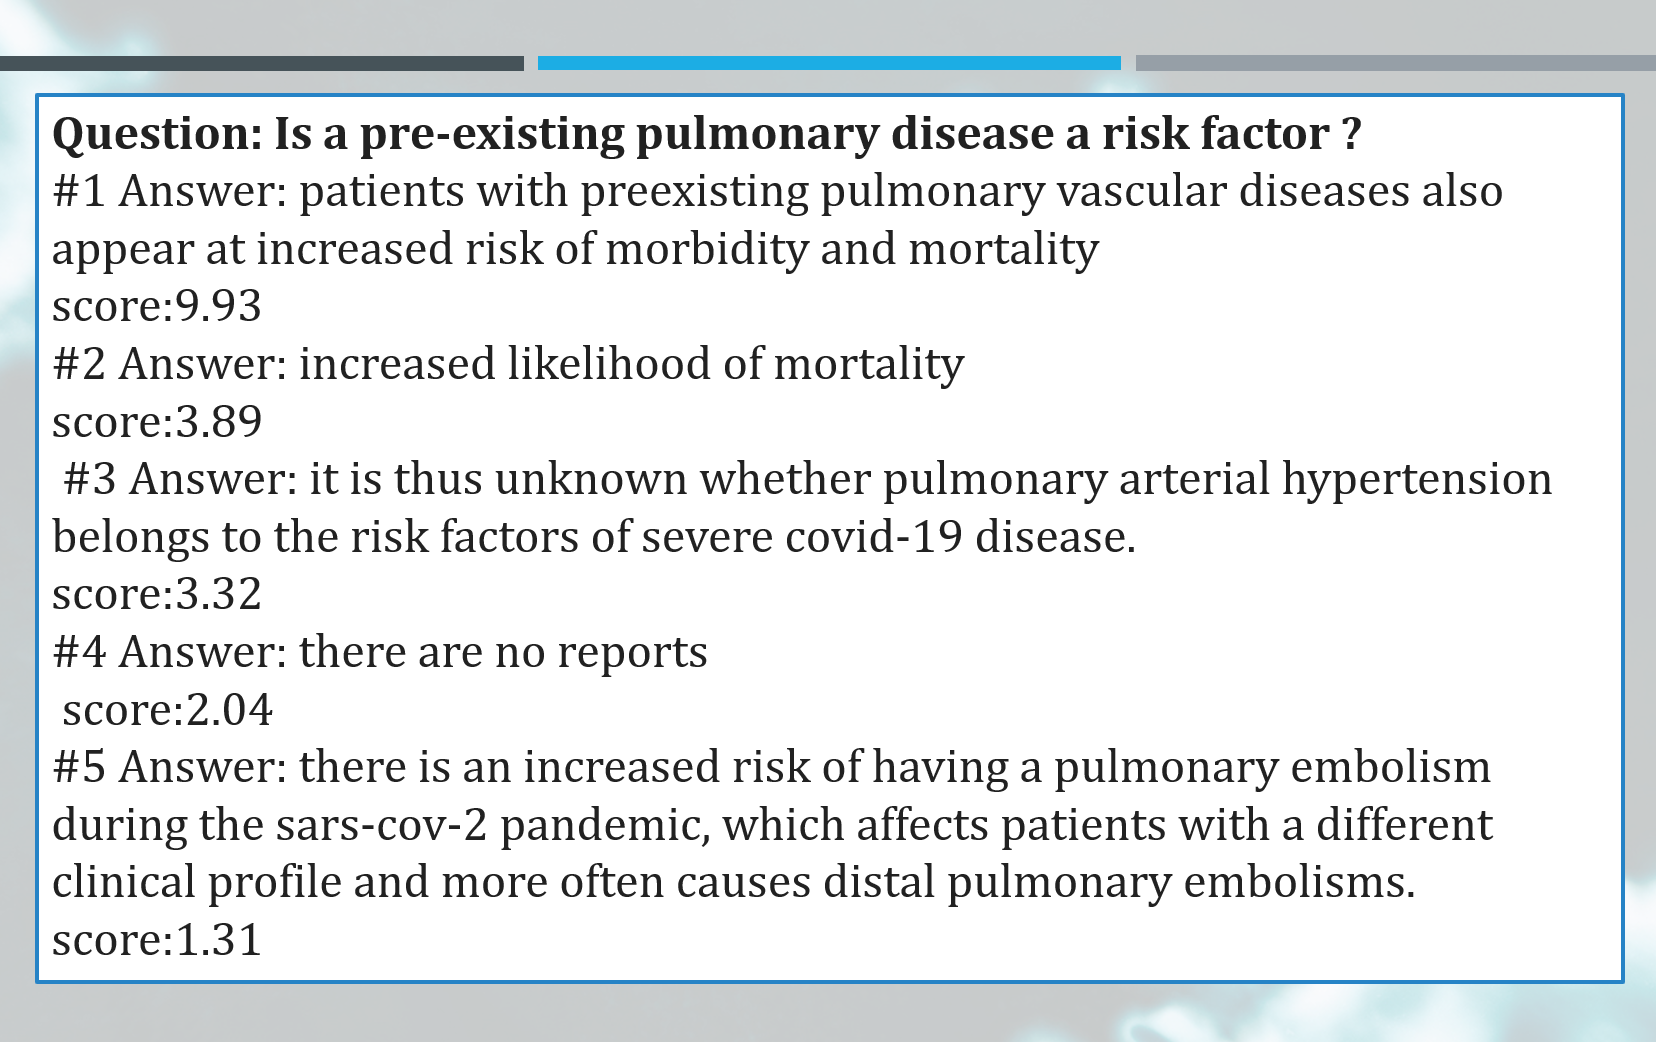 Question: Is a pre-existing pulmonary disease a risk factor ?
#1 Answer: patients with preexisting pulmonary vascular diseases also
appear at increased risk of morbidity and mortality
score:9.93
#2 Answer: increased likelihood of mortality
score:3.89
#3 Answer: it is thus unknown whether pulmonary arterial hypertension
belongs to the risk factors of severe covid-19 disease.
score:3.32
#4 Answer: there are no reports
score:2.04
#5 Answer: there is an increased risk of having a pulmonary embolism
during the sars-cov-2 pandemic, which affects patients with a different
clinical profile and more often causes distal pulmonary embolisms.
score:1.31